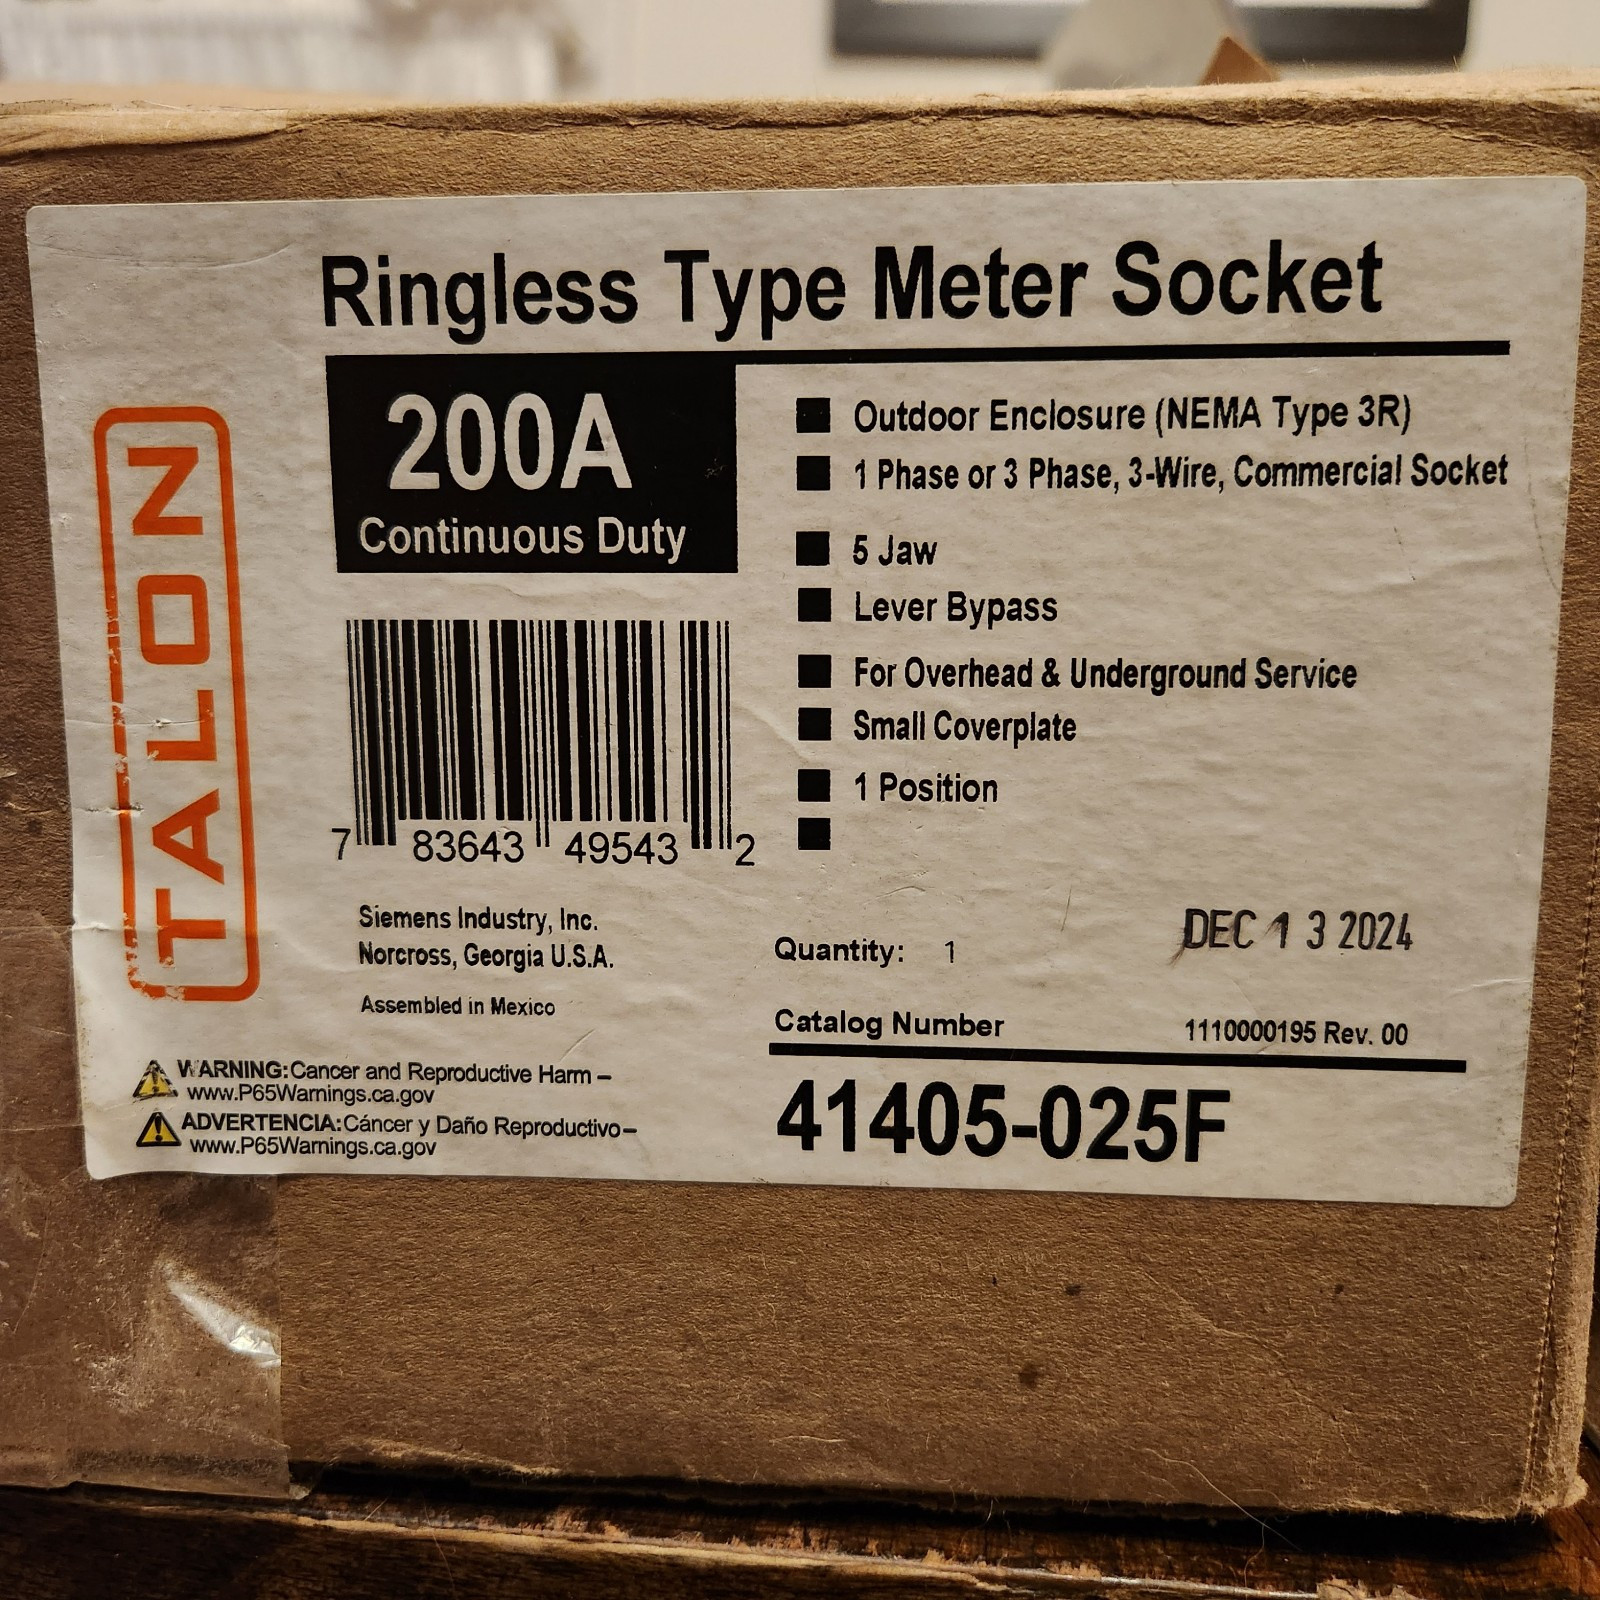 Ringless Type Meter Socket
TALON
200A
Continuous Duty
Outdoor Enclosure (NEMA Type 3R)
1 Phase or 3 Phase, 3-Wire, Commercial Socket
5 Jaw
Lever Bypass
For Overhead & Underground Service
Small Coverplate
1 Position
7 83643 49543 2
Siemens Industry, Inc.
Norcross, Georgia U.S.A.
Assembled in Mexico
Quantity: 1
DEC 13 2024
Catalog Number
1110000195 Rev. 00
41405-025F
WARNING: Cancer and Reproductive Harm –
www.P65Warnings.ca.gov
ADVERTENCIA: Cáncer y Daño Reproductivo–
www.P65Warnings.ca.gov